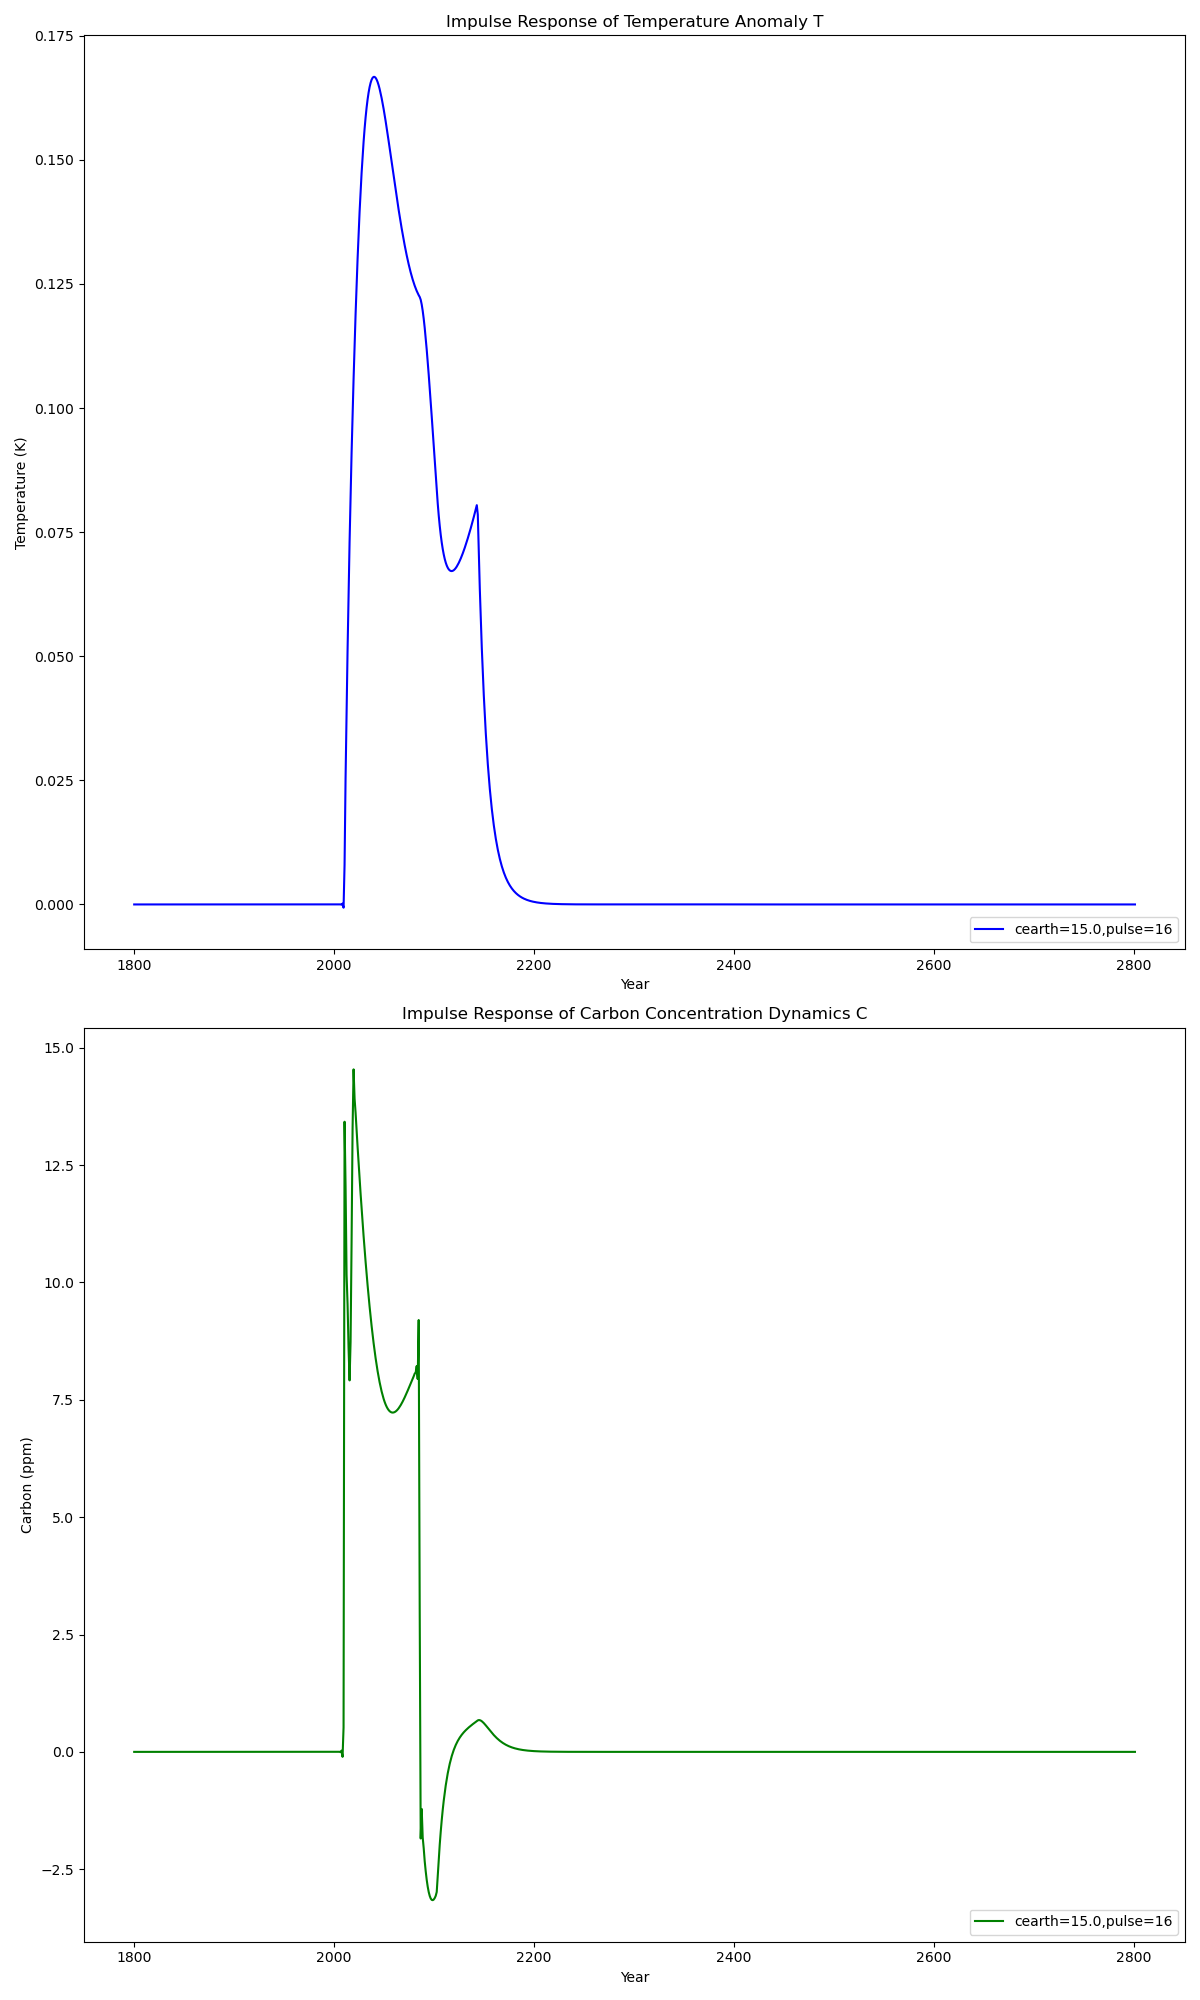 Impulse Response of Temperature Anomaly T
0.175
0.150
0.125
0.100
0.075
0.050
0.025
0.000
Temperature (K)
cearth=15.0,pulse=16
1800 2000 2200 2400 2600 2800
Year
Impulse Response of Carbon Concentration Dynamics C
15.0
12.5
10.0
7.5
5.0
2.5
0.0
−2.5
Carbon (ppm)
cearth=15.0,pulse=16
1800 2000 2200 2400 2600 2800
Year